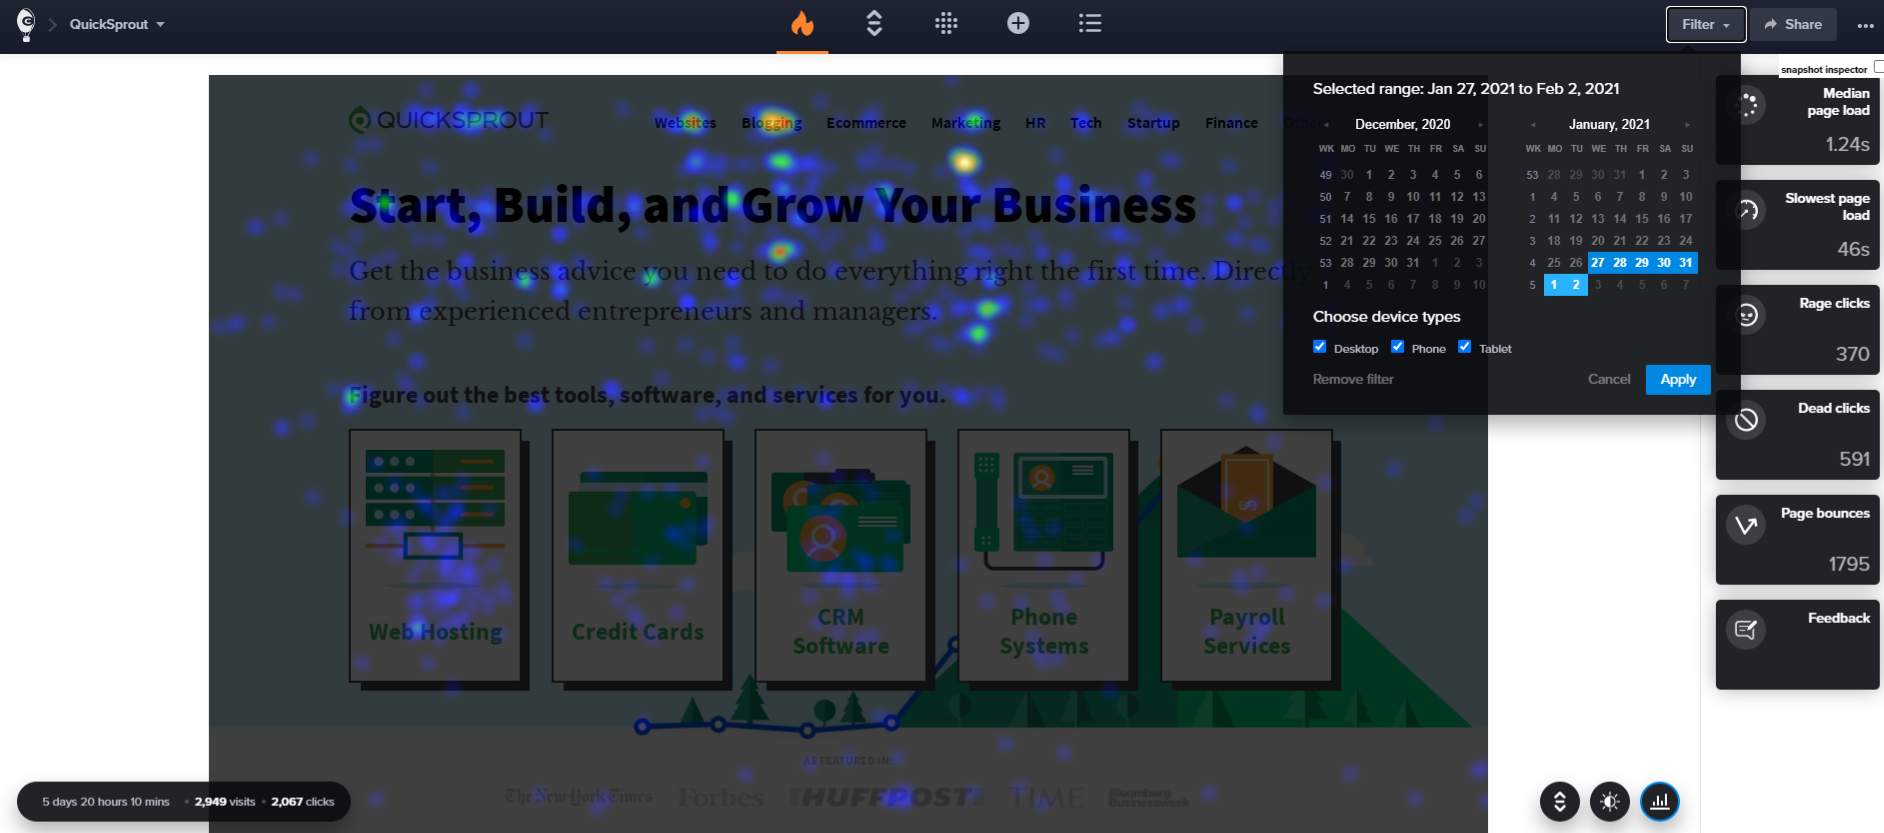 QuickSprout
Filter
Share
snapshot inspector
QUICKSPROUT
Websites Blogging Ecommerce Marketing HR Tech Startup Finance Other
Start, Build, and Grow Your Business
Get the business advice you need to do everything right the first time. Directly
from experienced entrepreneurs and managers.
Figure out the best tools, software, and services for you.
Web Hosting
Credit Cards
CRM
Software
Phone
Systems
Payroll
Services
AS FEATURED IN:
The New York Times Forbes HUFFPOST TIME Bloomberg
Businessweek
5 days 20 hours 10 mins • 2,949 visits • 2,067 clicks
Selected range: Jan 27, 2021 to Feb 2, 2021
December, 2020
WK MO TU WE TH FR SA SU
49 30 1 2 3 4 5 6
50 7 8 9 10 11 12 13
51 14 15 16 17 18 19 20
52 21 22 23 24 25 26 27
53 28 29 30 31 1 2 3
1 4 5 6 7 8 9 10
January, 2021
WK MO TU WE TH FR SA SU
53 28 29 30 31 1 2 3
1 4 5 6 7 8 9 10
2 11 12 13 14 15 16 17
3 18 19 20 21 22 23 24
4 25 26 27 28 29 30 31
5 1 2 3 4 5 6 7
Choose device types
Desktop Phone Tablet
Remove filter
Cancel
Apply
Median
page load
1.24s
Slowest page
load
46s
Rage clicks
370
Dead clicks
591
Page bounces
1795
Feedback